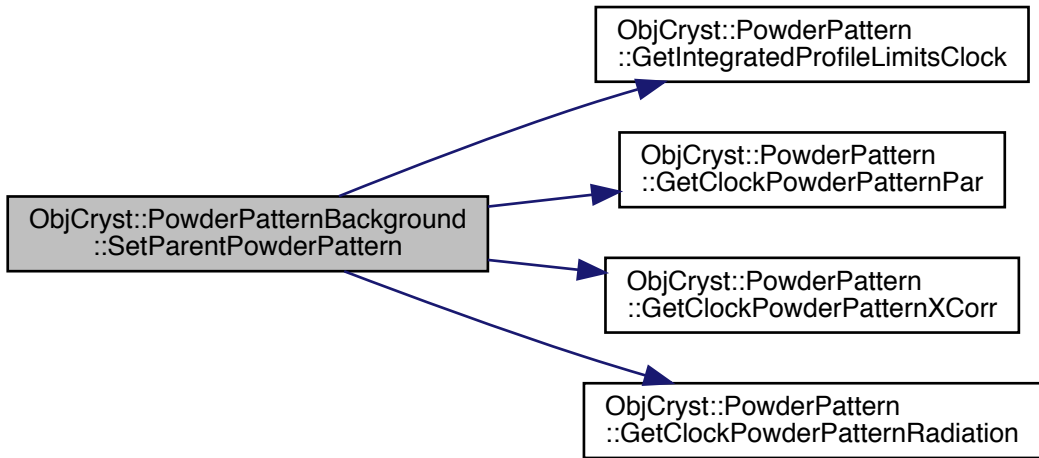 ObjCryst::PowderPatternBackground
::SetParentPowderPattern
ObjCryst::PowderPattern
::GetIntegratedProfileLimitsClock
ObjCryst::PowderPattern
::GetClockPowderPatternPar
ObjCryst::PowderPattern
::GetClockPowderPatternXCorr
ObjCryst::PowderPattern
::GetClockPowderPatternRadiation